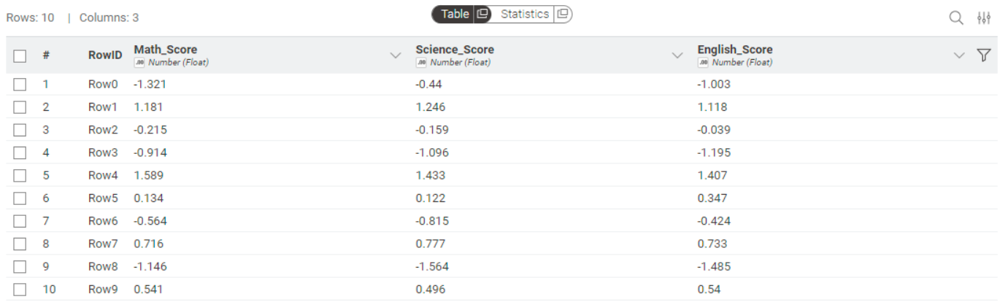 Rows: 10 | Columns: 3 Table Statistics
# RowID Math_Score Science_Score English_Score
.00 Number (Float) .00 Number (Float) .00 Number (Float)
1 Row0 -1.321 -0.44 -1.003
2 Row1 1.181 1.246 1.118
3 Row2 -0.215 -0.159 -0.039
4 Row3 -0.914 -1.096 -1.195
5 Row4 1.589 1.433 1.407
6 Row5 0.134 0.122 0.347
7 Row6 -0.564 -0.815 -0.424
8 Row7 0.716 0.777 0.733
9 Row8 -1.146 -1.564 -1.485
10 Row9 0.541 0.496 0.54